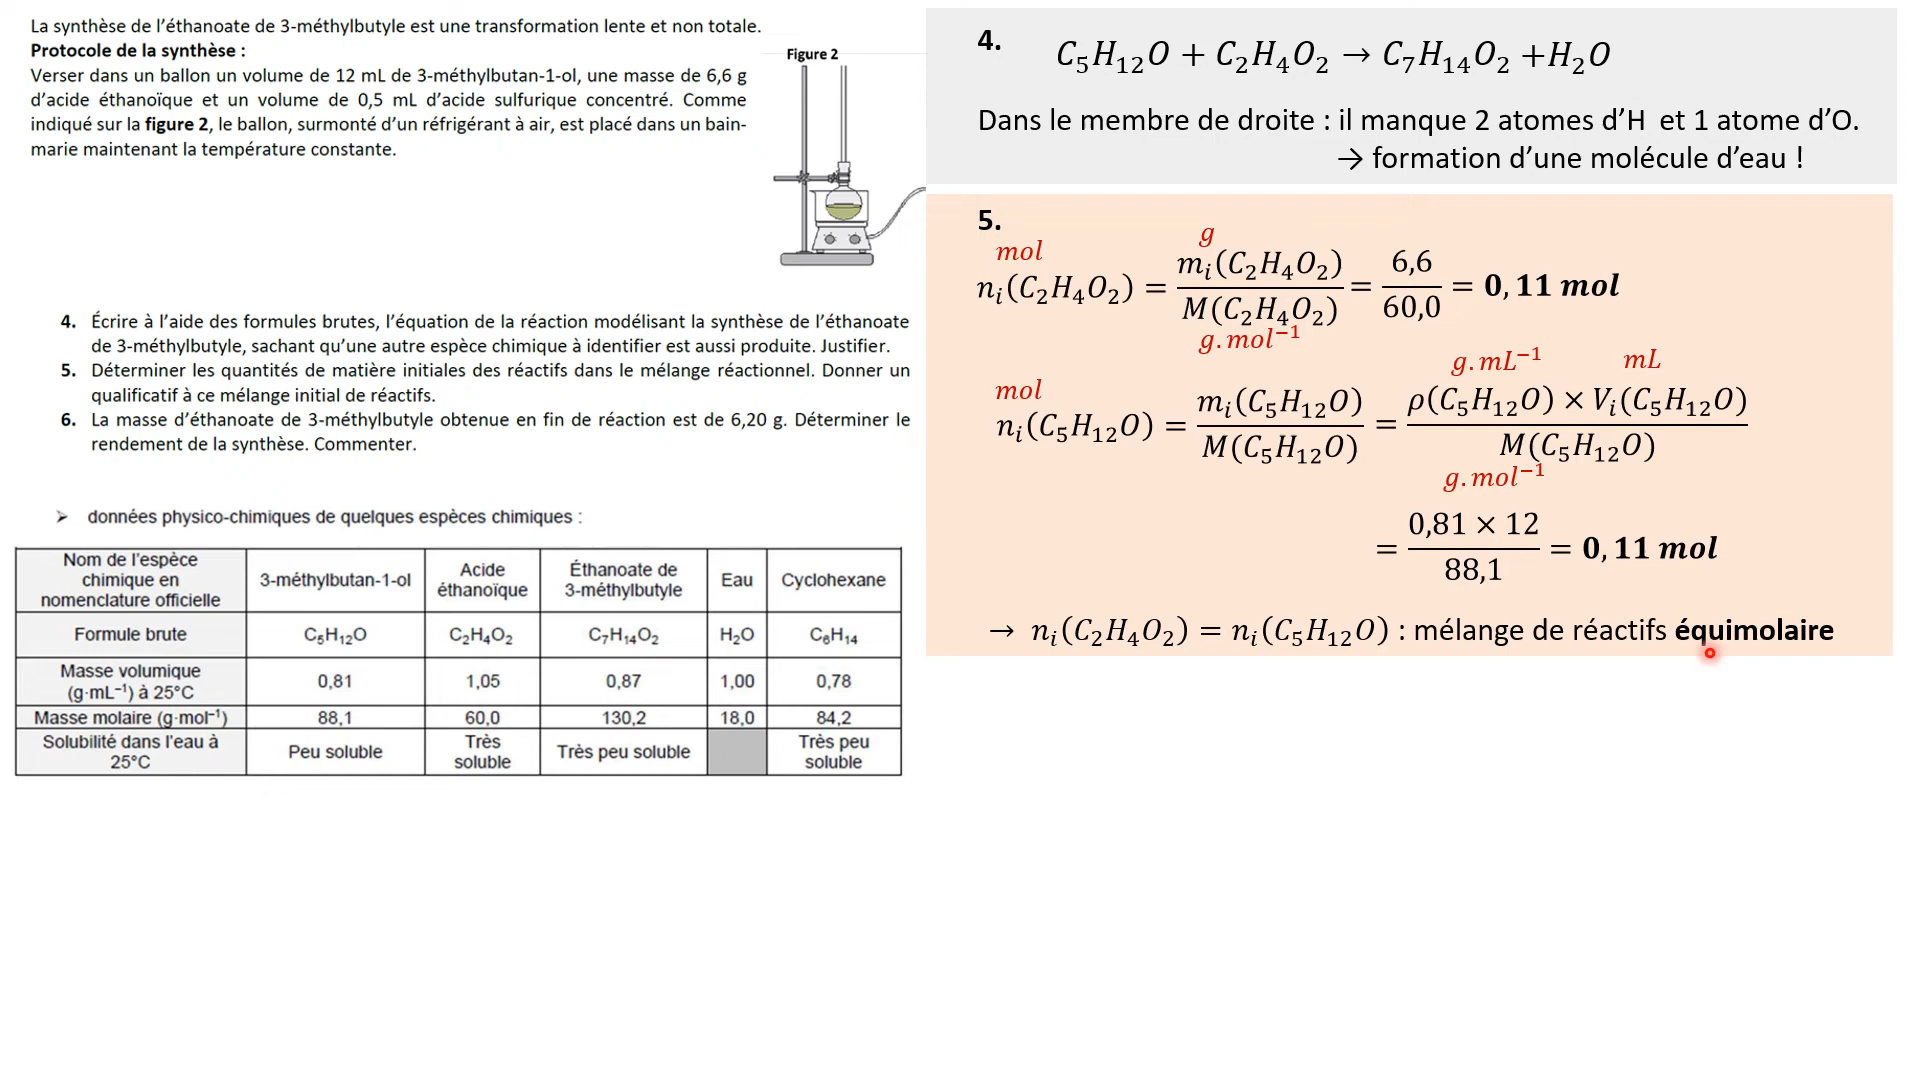 La synthèse de l'éthanoate de 3-méthylbutyle est une transformation lente et non totale.
Protocole de la synthèse :
Verser dans un ballon un volume de 12 mL de 3-méthylbutan-1-ol, une masse de 6,6 g
d'acide éthanoïque et un volume de 0,5 mL d'acide sulfurique concentré. Comme
indiqué sur la figure 2, le ballon, surmonté d'un réfrigérant à air, est placé dans un bain-
marie maintenant la température constante.
Figure 2
4. Écrire à l'aide des formules brutes, l'équation de la réaction modélisant la synthèse de l'éthanoate
de 3-méthylbutyle, sachant qu'une autre espèce chimique à identifier est aussi produite. Justifier.
5. Déterminer les quantités de matière initiales des réactifs dans le mélange réactionnel. Donner un
qualificatif à ce mélange initial de réactifs.
6. La masse d'éthanoate de 3-méthylbutyle obtenue en fin de réaction est de 6,20 g. Déterminer le
rendement de la synthèse. Commenter.
➢ données physico-chimiques de quelques espèces chimiques :
Nom de l'espèce chimique en nomenclature officielle | 3-méthylbutan-1-ol | Acide éthanoïque | Éthanoate de 3-méthylbutyle | Eau | Cyclohexane
Formule brute | C₅H₁₂O | C₂H₄O₂ | C₇H₁₄O₂ | H₂O | C₆H₁₄
Masse volumique (g·mL⁻¹) à 25°C | 0,81 | 1,05 | 0,87 | 1,00 | 0,78
Masse molaire (g·mol⁻¹) | 88,1 | 60,0 | 130,2 | 18,0 | 84,2
Solubilité dans l'eau à 25°C | Peu soluble | Très soluble | Très peu soluble | | Très peu soluble
4. C₅H₁₂O + C₂H₄O₂ → C₇H₁₄O₂ + H₂O
Dans le membre de droite : il manque 2 atomes d'H et 1 atome d'O.
→ formation d'une molécule d'eau !
5.
mol g
nᵢ(C₂H₄O₂) = mᵢ(C₂H₄O₂) / M(C₂H₄O₂) = 6,6 / 60,0 = 0,11 mol
g.mol⁻¹
mol g.mL⁻¹ mL
nᵢ(C₅H₁₂O) = mᵢ(C₅H₁₂O) / M(C₅H₁₂O) = ρ(C₅H₁₂O) × Vᵢ(C₅H₁₂O) / M(C₅H₁₂O)
g.mol⁻¹
= 0,81 × 12 / 88,1 = 0,11 mol
→ nᵢ(C₂H₄O₂) = nᵢ(C₅H₁₂O) : mélange de réactifs équimolaire